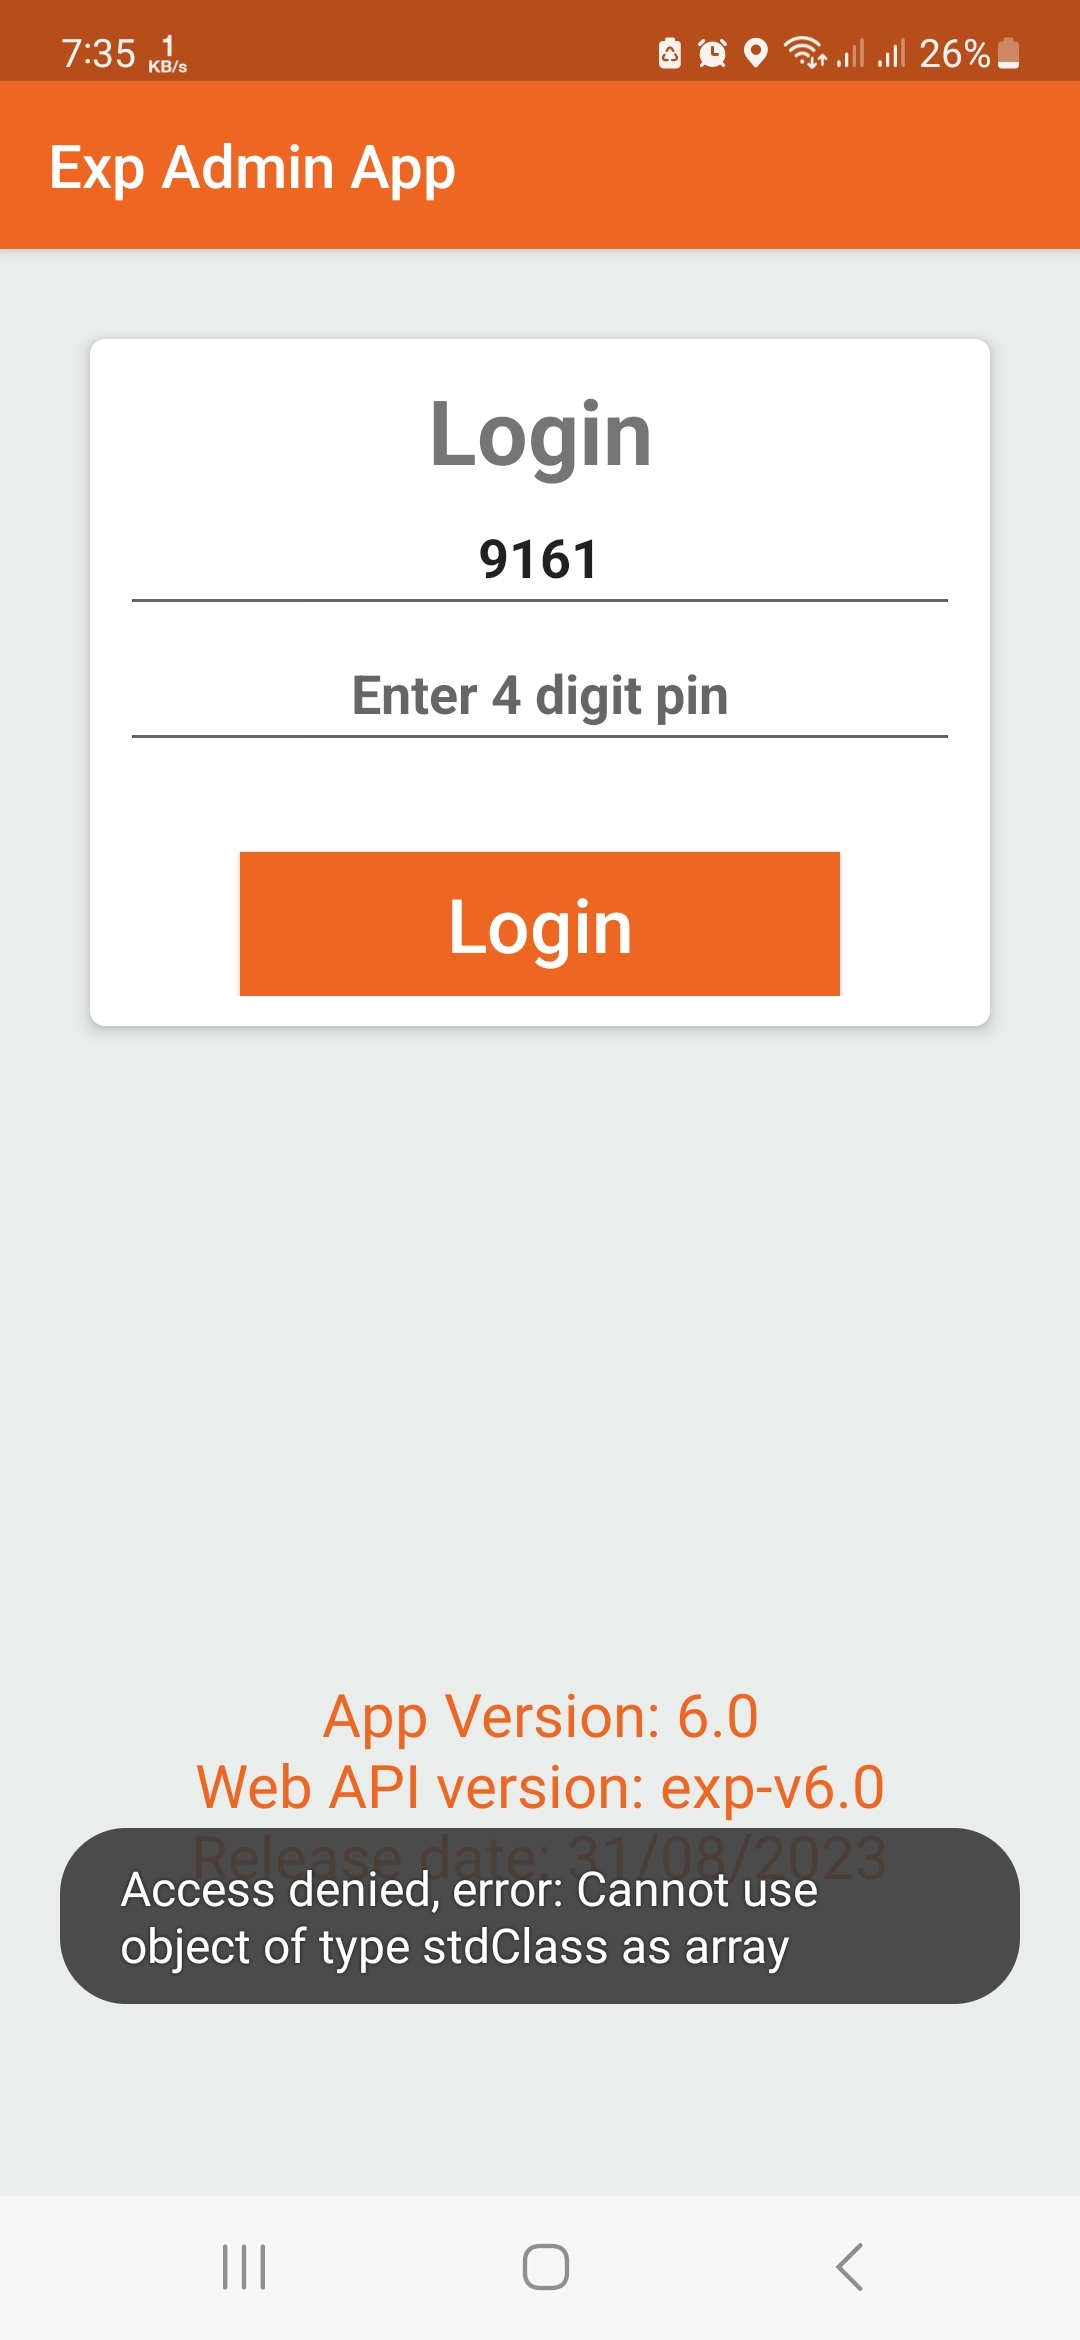 7:35 1 KB/s 26%
Exp Admin App
Login
9161
Enter 4 digit pin
Login
App Version: 6.0
Web API version: exp-v6.0
Release date: 31/08/2023
Access denied, error: Cannot use
object of type stdClass as array